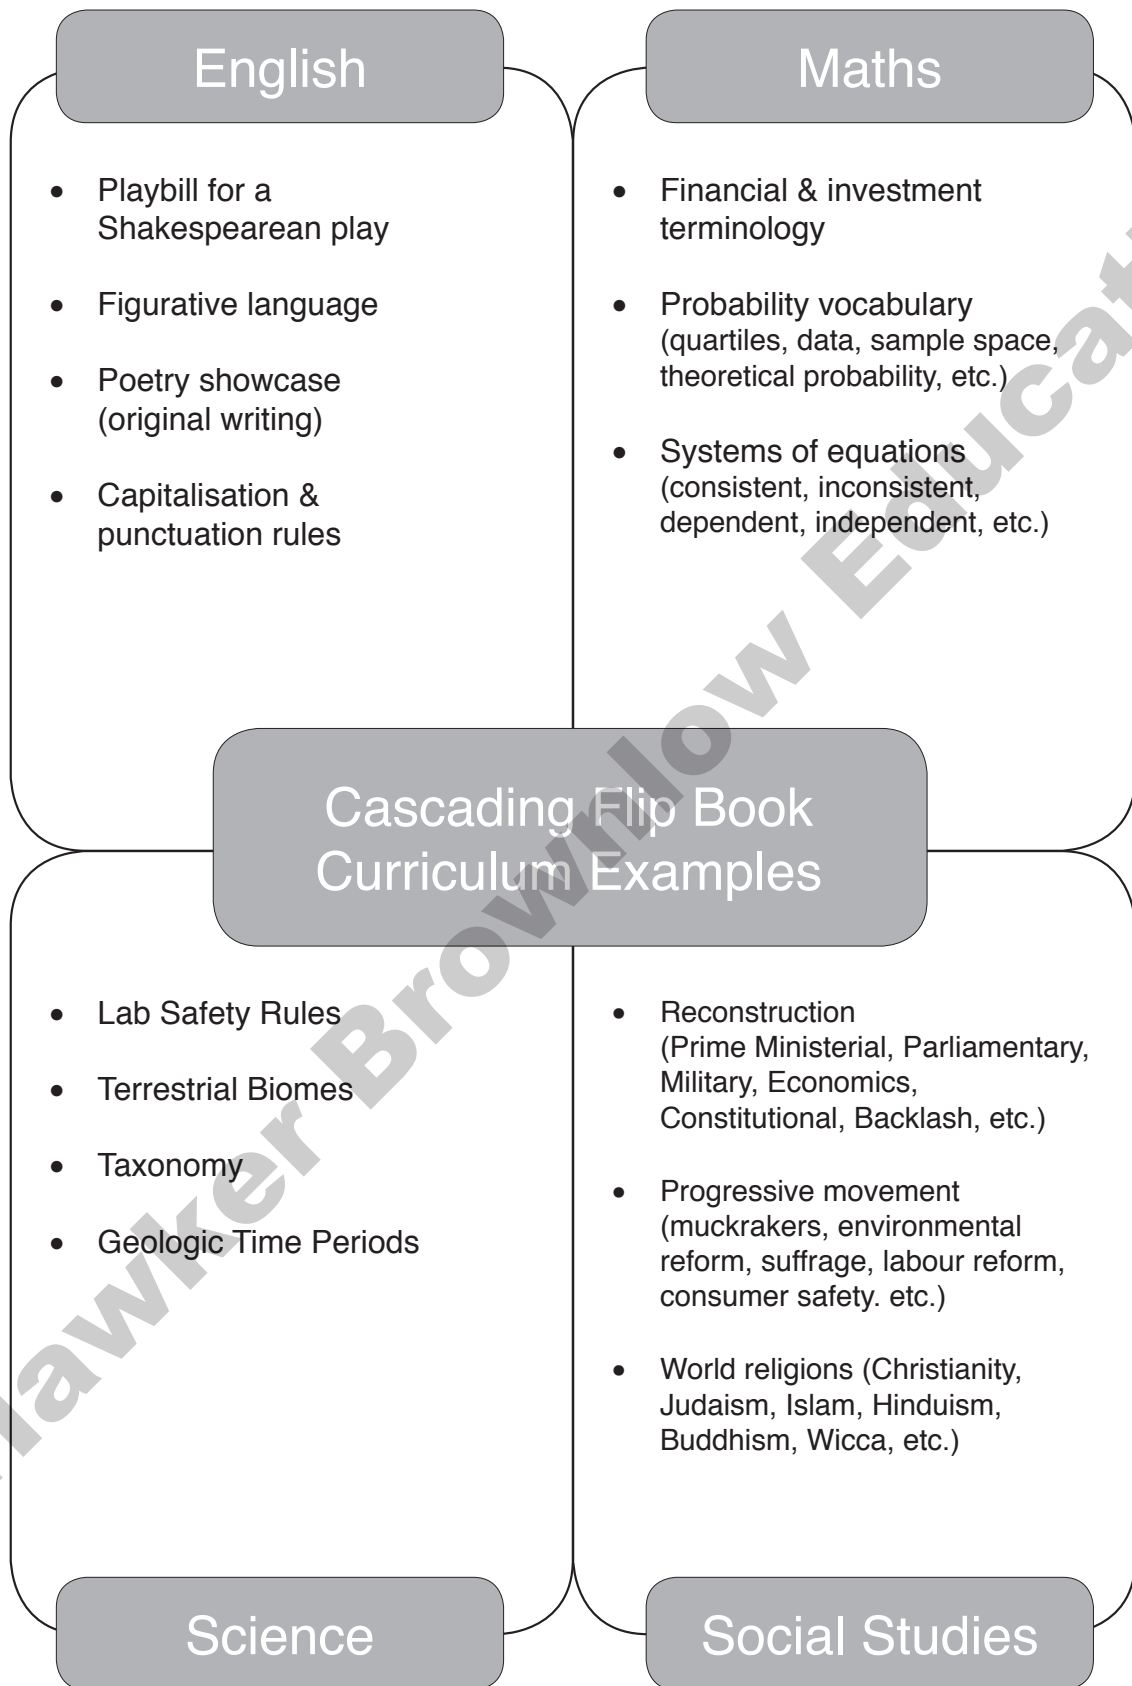 English
• Playbill for a
Shakespearean play
• Figurative language
• Poetry showcase
(original writing)
• Capitalisation &
punctuation rules
Maths
• Financial & investment
terminology
• Probability vocabulary
(quartiles, data, sample space,
theoretical probability, etc.)
• Systems of equations
(consistent, inconsistent,
dependent, independent, etc.)
Cascading Flip Book
Curriculum Examples
• Lab Safety Rules
• Terrestrial Biomes
• Taxonomy
• Geologic Time Periods
Science
• Reconstruction
(Prime Ministerial, Parliamentary,
Military, Economics,
Constitutional, Backlash, etc.)
• Progressive movement
(muckrakers, environmental
reform, suffrage, labour reform,
consumer safety. etc.)
• World religions (Christianity,
Judaism, Islam, Hinduism,
Buddhism, Wicca, etc.)
Social Studies
Hawker Brownlow Educati